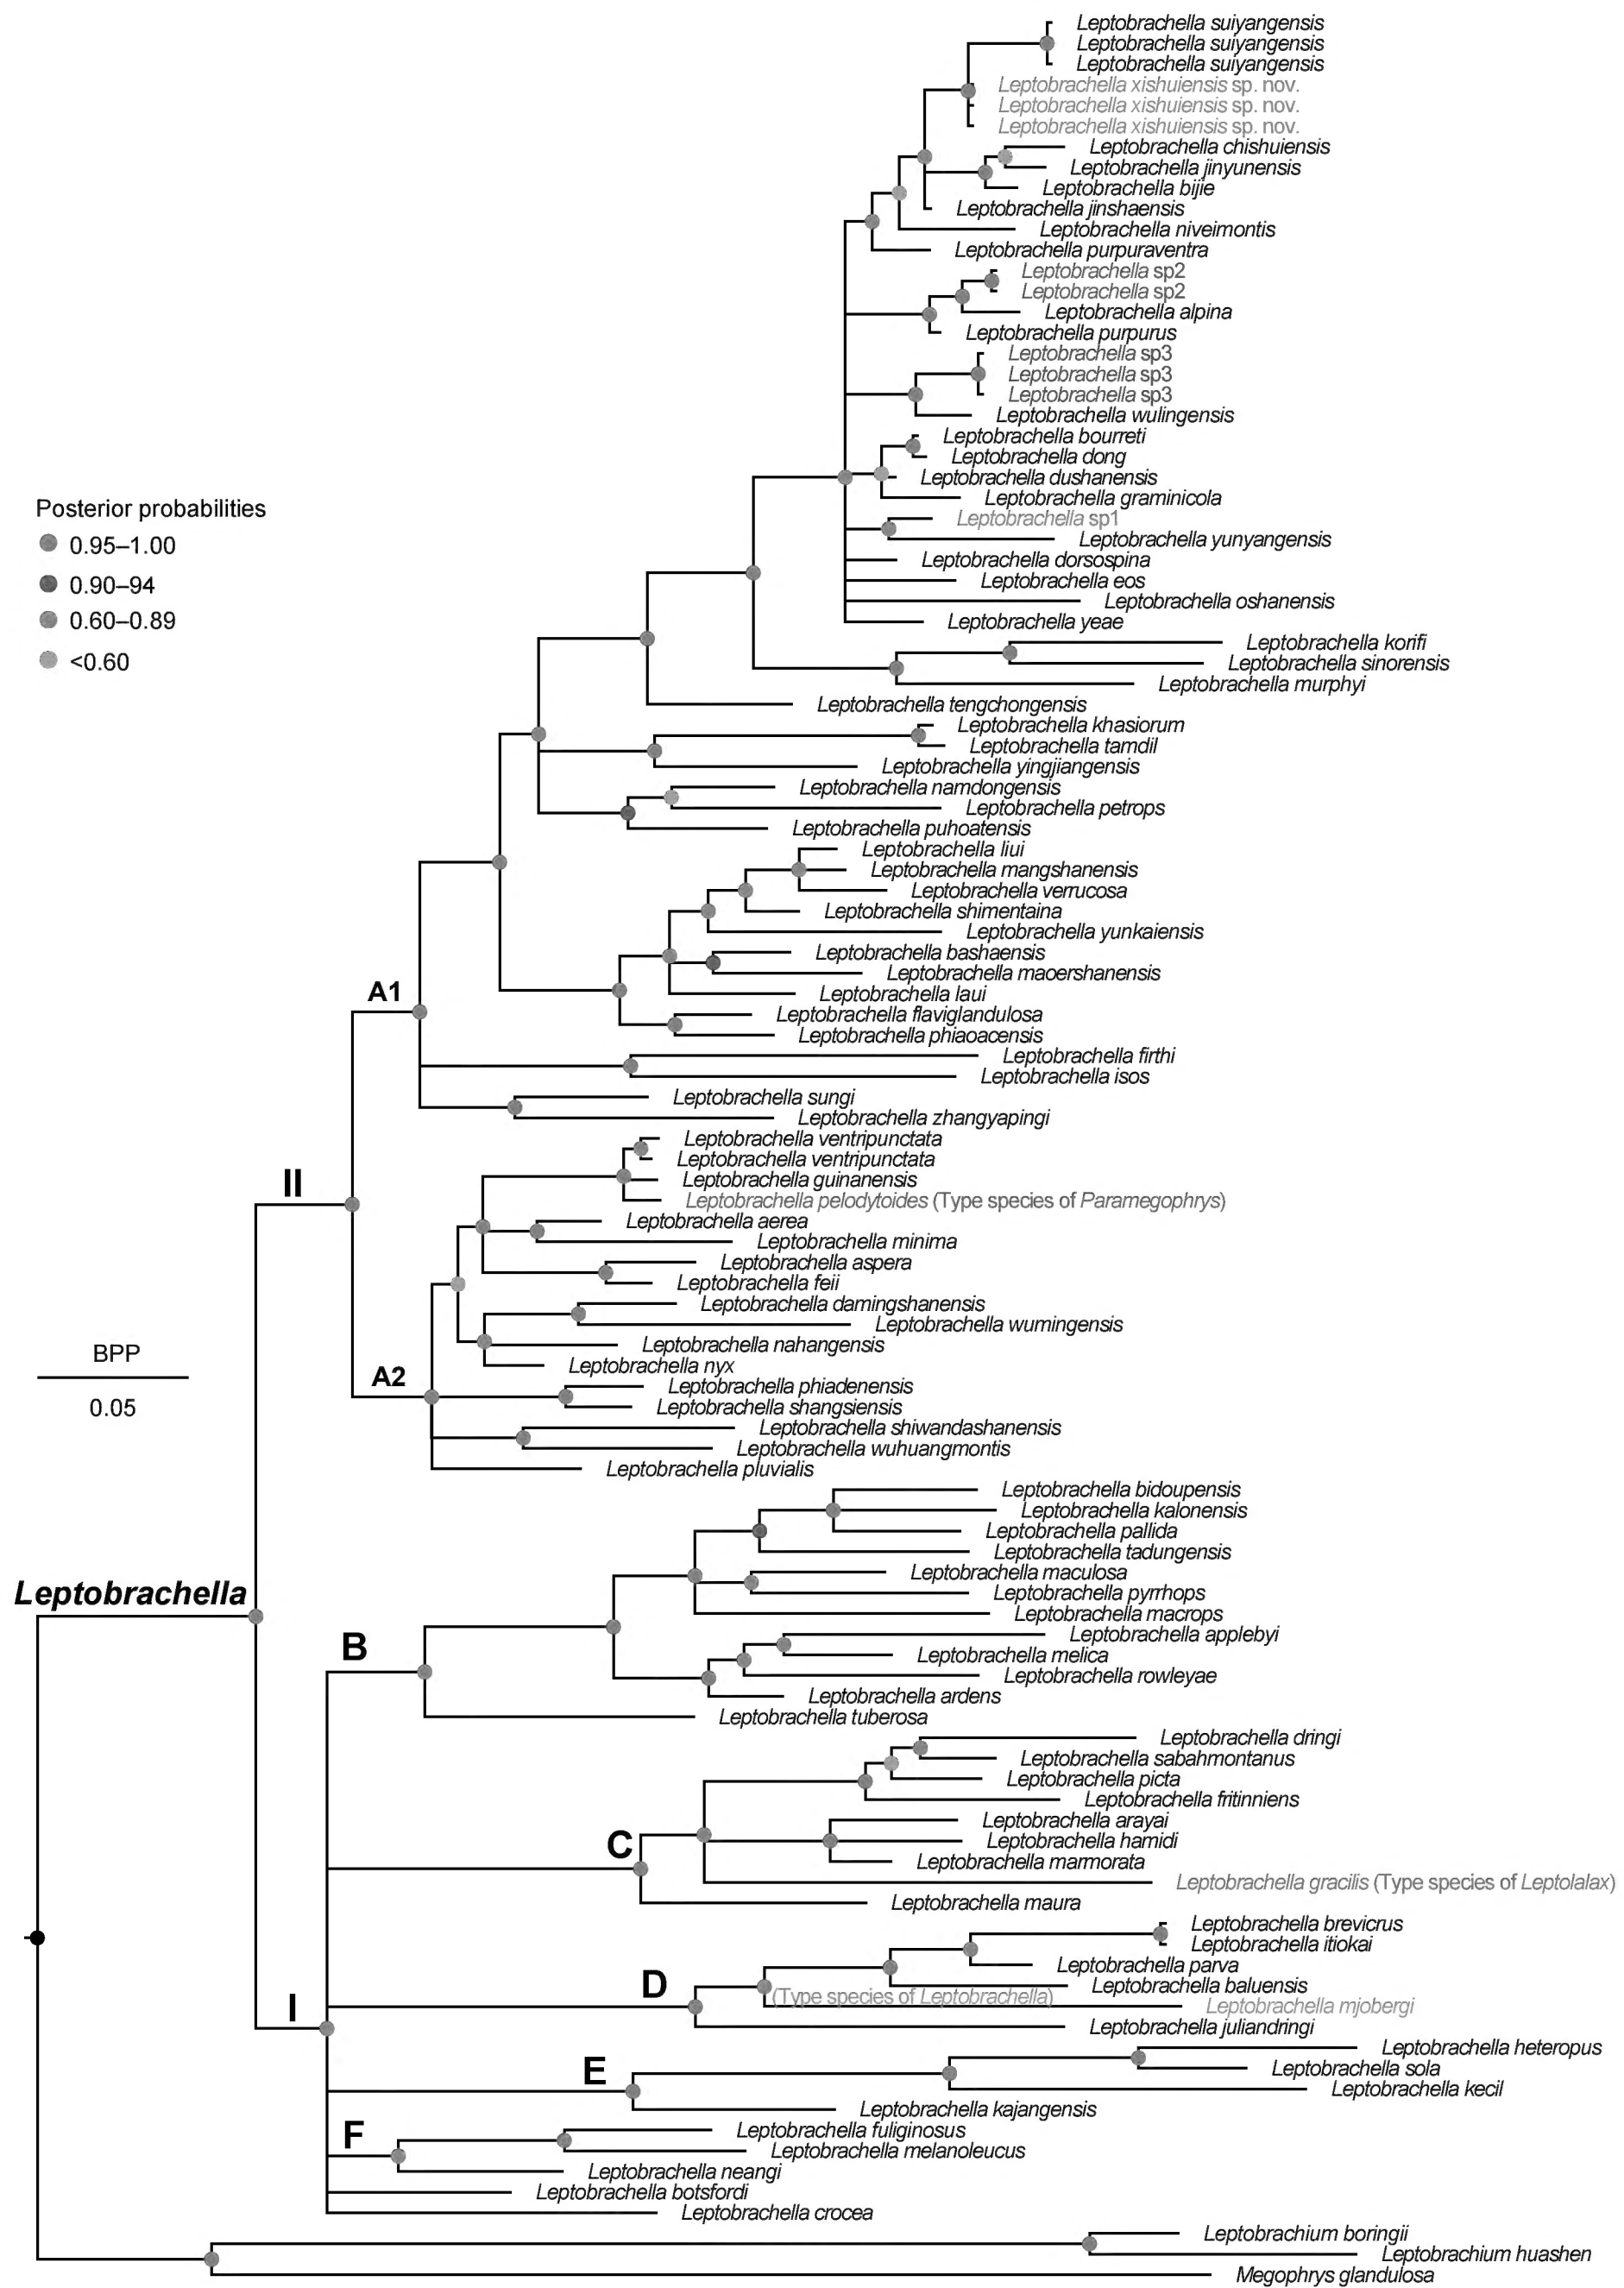 Leptobrachella suiyangensis
Leptobrachella suiyangensis
Leptobrachella suiyangensis
Leptobrachella xishuiensis sp. nov.
Leptobrachella xishuiensis sp. nov.
Leptobrachella xishuiensis sp. nov.
Leptobrachella chishuiensis
Leptobrachella jinyunensis
Leptobrachella bijie
Leptobrachella jinshaensis
Leptobrachella niveimontis
Leptobrachella purpuraventra
Leptobrachella sp2
Leptobrachella sp2
Leptobrachella alpina
Leptobrachella purpurus
Leptobrachella sp3
Leptobrachella sp3
Leptobrachella sp3
Leptobrachella wulingensis
Leptobrachella bourreti
Leptobrachella dong
Leptobrachella dushanensis
Leptobrachella graminicola
Leptobrachella sp1
Leptobrachella yunyangensis
Leptobrachella dorsospina
Leptobrachella eos
Leptobrachella oshanensis
Leptobrachella yeae
Leptobrachella korifi
Leptobrachella sinorensis
Leptobrachella murphyi
Leptobrachella tengchongensis
Leptobrachella khasiorum
Leptobrachella tamdil
Leptobrachella yingjiangensis
Leptobrachella namdongensis
Leptobrachella petrops
Leptobrachella puhoatensis
Leptobrachella liui
Leptobrachella mangshanensis
Leptobrachella verrucosa
Leptobrachella shimentaina
Leptobrachella yunkaiensis
Leptobrachella bashaensis
Leptobrachella maoershanensis
Leptobrachella laui
Leptobrachella flaviglandulosa
Leptobrachella phiaoacensis
Leptobrachella firthi
Leptobrachella isos
Leptobrachella sungi
Leptobrachella zhangyapingi
Leptobrachella ventripunctata
Leptobrachella ventripunctata
Leptobrachella guinanensis
Leptobrachella pelodytoides (Type species of Paramegophrys)
Leptobrachella aerea
Leptobrachella minima
Leptobrachella aspera
Leptobrachella feii
Leptobrachella damingshanensis
Leptobrachella wumingensis
Leptobrachella nahangensis
Leptobrachella nyx
Leptobrachella phiadenensis
Leptobrachella shangsiensis
Leptobrachella shiwandashanensis
Leptobrachella wuhuangmontis
Leptobrachella pluvialis
Leptobrachella bidoupensis
Leptobrachella kalonensis
Leptobrachella pallida
Leptobrachella tadungensis
Leptobrachella maculosa
Leptobrachella pyrrhops
Leptobrachella macrops
Leptobrachella applebyi
Leptobrachella melica
Leptobrachella rowleyae
Leptobrachella ardens
Leptobrachella tuberosa
Leptobrachella dringi
Leptobrachella sabahmontanus
Leptobrachella picta
Leptobrachella fritinniens
Leptobrachella arayai
Leptobrachella hamidi
Leptobrachella marmorata
Leptobrachella gracilis (Type species of Leptolalax)
Leptobrachella maura
Leptobrachella brevicrus
Leptobrachella itiokai
Leptobrachella parva
Leptobrachella baluensis
(Type species of Leptobrachella)
Leptobrachella mjobergi
Leptobrachella juliandringi
Leptobrachella heteropus
Leptobrachella sola
Leptobrachella kecil
Leptobrachella kajangensis
Leptobrachella fuliginosus
Leptobrachella melanoleucus
Leptobrachella neangi
Leptobrachella botsfordi
Leptobrachella crocea
Leptobrachium boringii
Leptobrachium huashen
Megophrys glandulosa
Posterior probabilities
0.95–1.00
0.90–94
0.60–0.89
<0.60
A1
II
A2
BPP
0.05
Leptobrachella
B
C
D
I
E
F